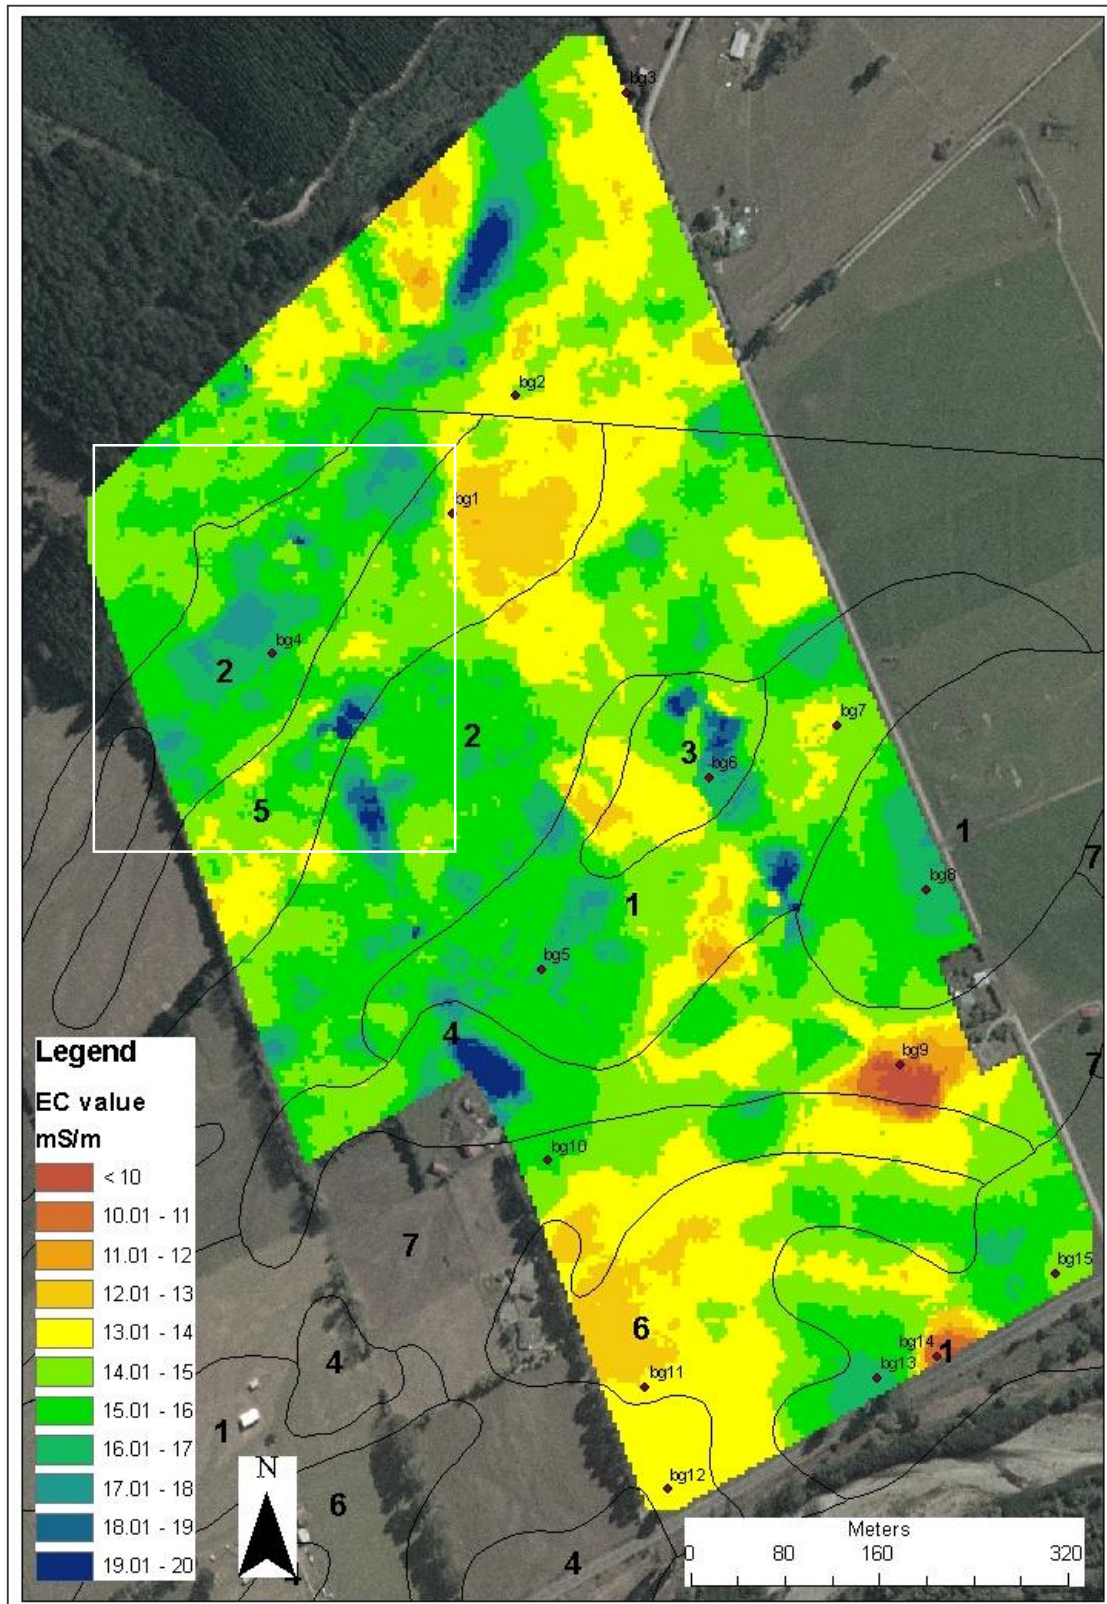 bg3
bg2
bg1
bg4
2
2
3
bg7
bg6
5
1
7
bg8
1
bg5
4
bg9
7
bg10
7
bg15
6
bg14
1
bg13
bg11
4
1
bg12
6
4
4
Legend
EC value
mS/m
< 10
10.01 - 11
11.01 - 12
12.01 - 13
13.01 - 14
14.01 - 15
15.01 - 16
16.01 - 17
17.01 - 18
18.01 - 19
19.01 - 20
N
Meters
0 80 160 320